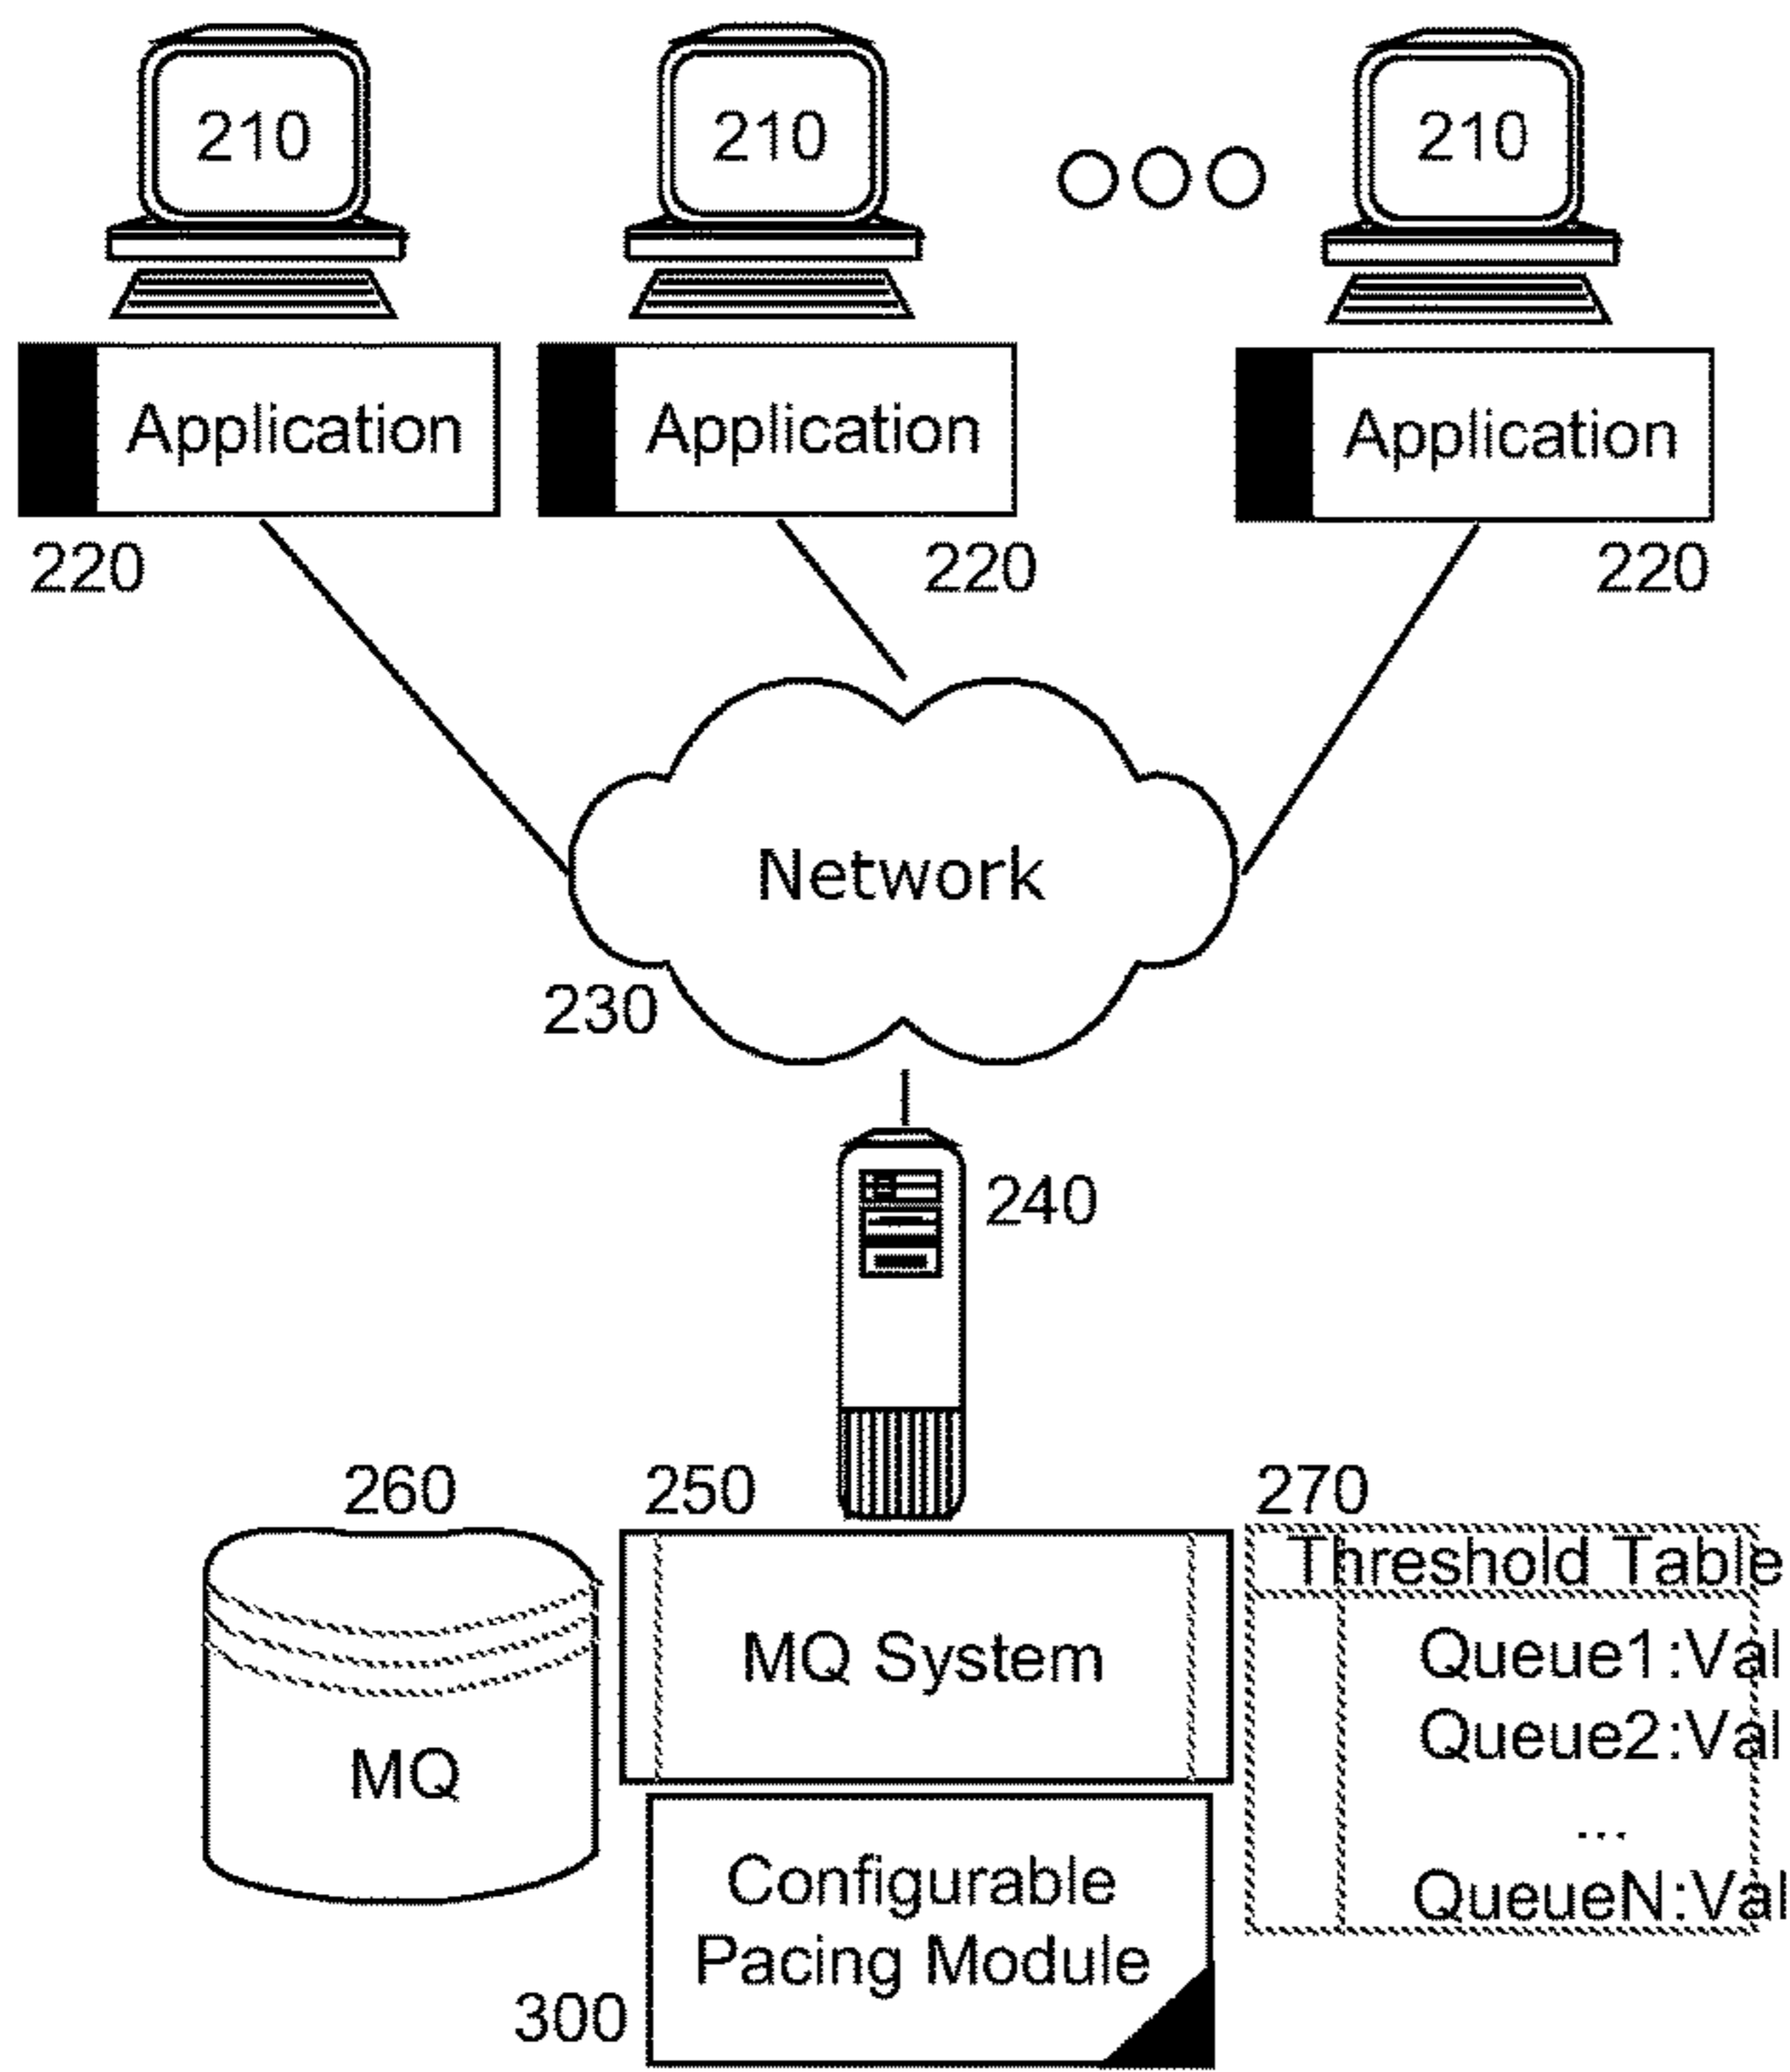 210 210 210
Application Application Application
220 220 220
Network
230
240
260 250 270
Threshold Table
MQ System
Queue1:Val
Queue2:Val
MQ
...
Configurable
QueueN:Val
Pacing Module
300